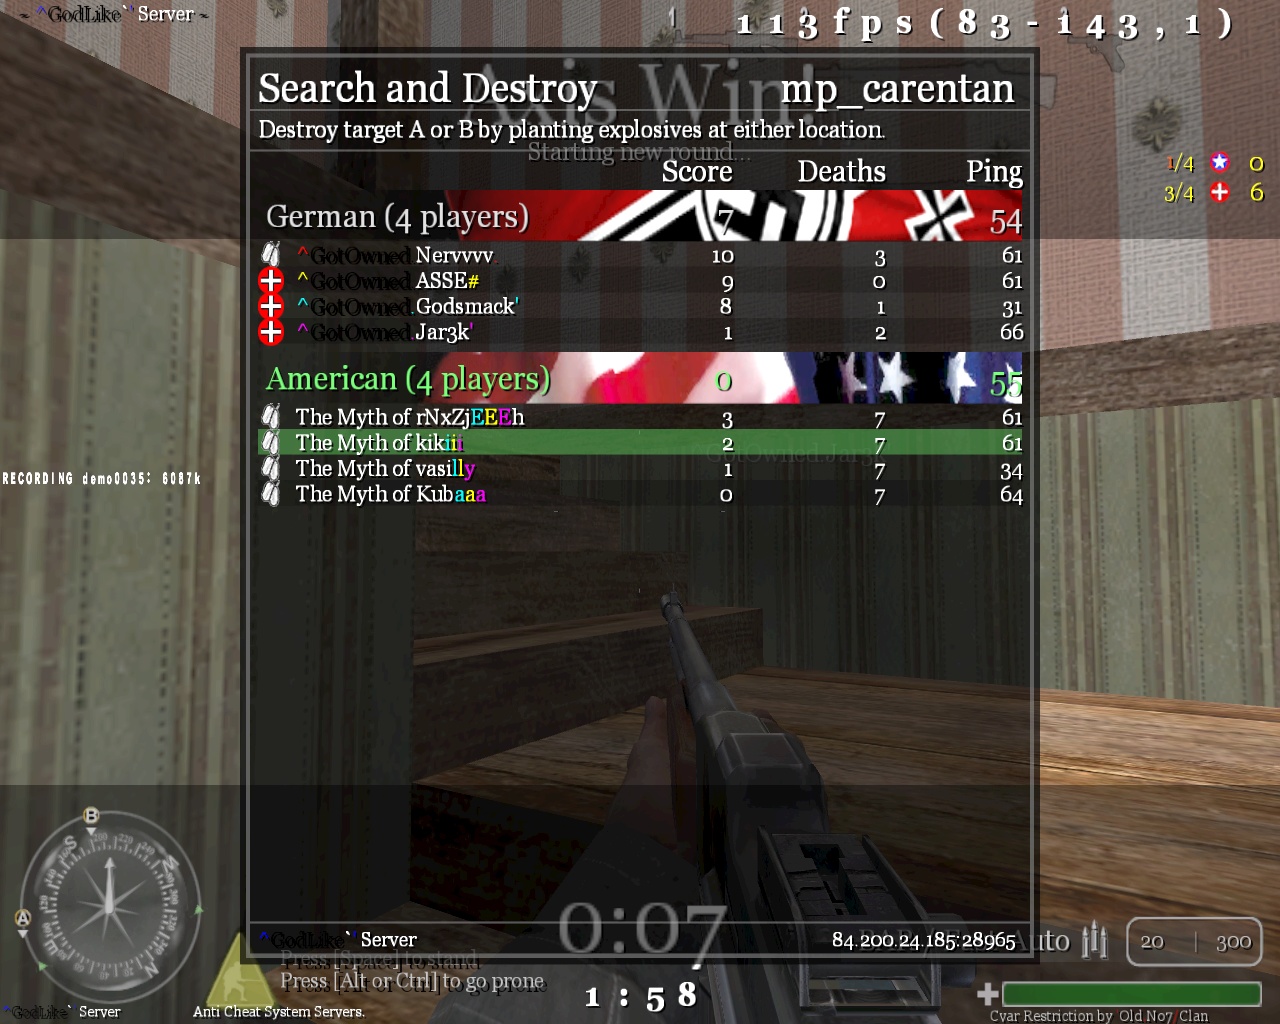 ~ ^GodLike`' Server ~
113fps(83-143,1)
Axis Win!
Search and Destroy mp_carentan
Destroy target A or B by planting explosives at either location.
Starting new round...
Score Deaths Ping
1/4 0
3/4 6
German (4 players) 7 54
^GotOwned.Nervvvv 10 3 61
^GotOwned.ASSE# 9 0 61
^GotOwned.Godsmack' 8 1 31
^GotOwned.Jar3k' 1 2 66
American (4 players) 0 55
The Myth of rNxZjEEEh 3 7 61
The Myth of kikiii 2 7 61
GotOwned.Jar3k
The Myth of vasilly 1 7 34
RECORDING demo0035: 6087k
The Myth of Kubaaa 0 7 64
B
S
A
N
0:07
^GodLike`' Server 84.200.24.185:28965
Auto 20 | 300
Press [Space] to stand
Press [Alt or Ctrl] to go prone
1:58
^GodLike`' Server Anti Cheat System Servers.
Cvar Restriction by Old No7 Clan